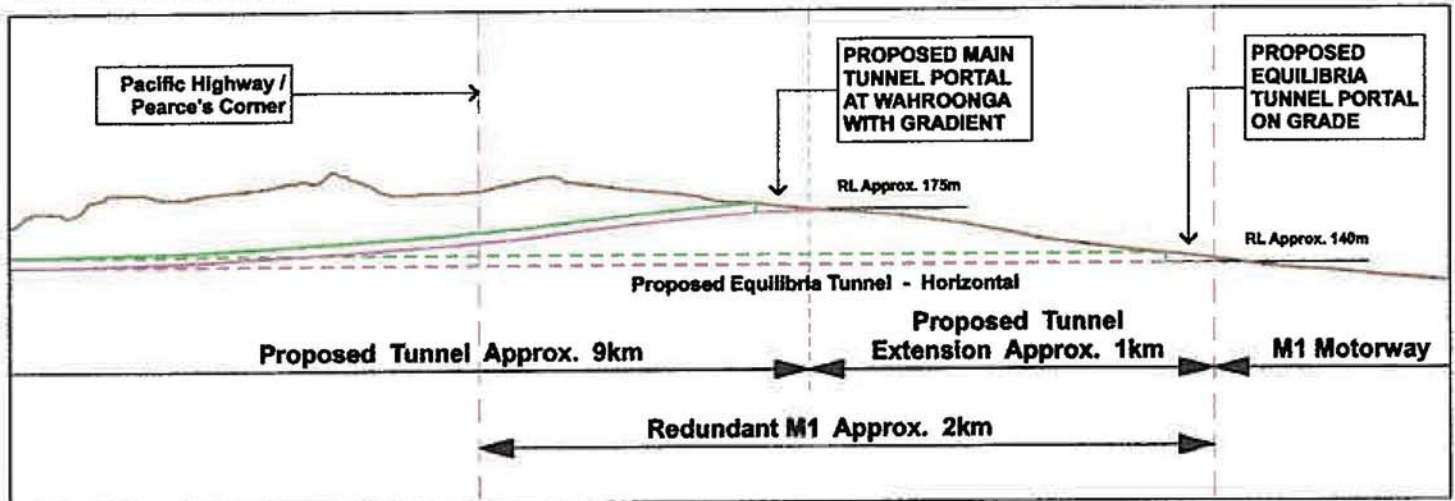 Pacific Highway /
Pearce's Corner
PROPOSED MAIN
TUNNEL PORTAL
AT WAHROONGA
WITH GRADIENT
PROPOSED
EQUILIBRIA
TUNNEL PORTAL
ON GRADE
RL Approx. 175m
RL Approx. 140m
Proposed Equilibria Tunnel - Horizontal
Proposed Tunnel Approx. 9km
Proposed Tunnel
Extension Approx. 1km
M1 Motorway
Redundant M1 Approx. 2km